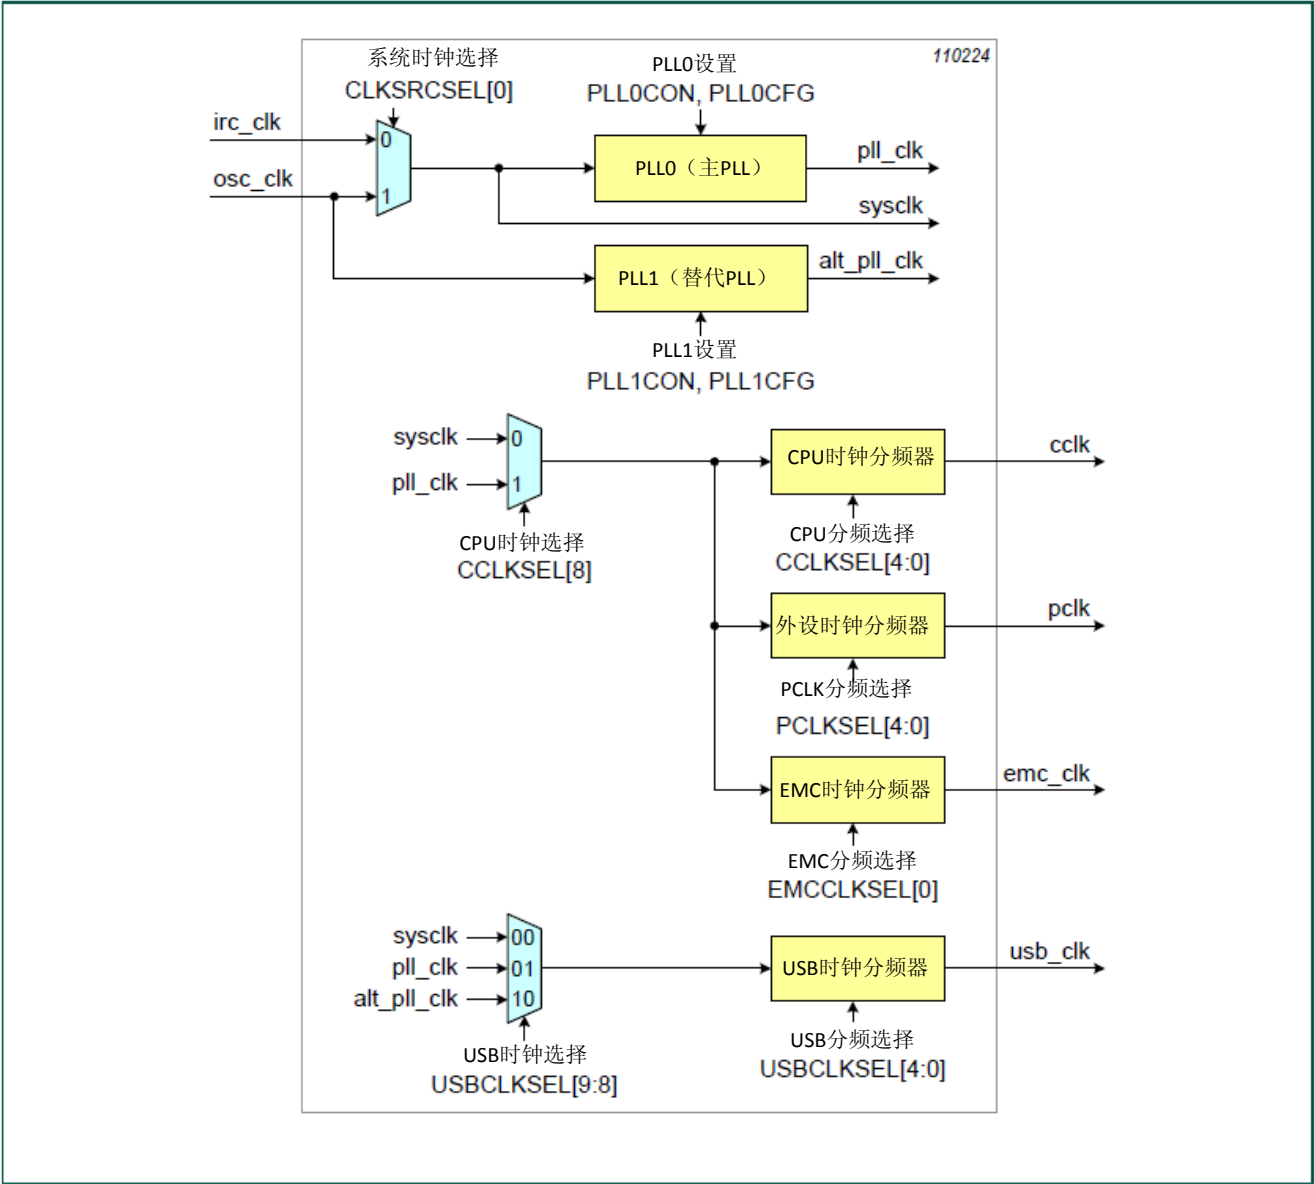 110224
系统时钟选择
CLKSRCSEL[0]
PLL0设置
PLL0CON, PLL0CFG
irc_clk
0
osc_clk
1
PLL0（主PLL）
pll_clk
sysclk
PLL1（替代PLL）
alt_pll_clk
PLL1设置
PLL1CON, PLL1CFG
sysclk
0
pll_clk
1
CPU时钟选择
CCLKSEL[8]
CPU时钟分频器
cclk
CPU分频选择
CCLKSEL[4:0]
外设时钟分频器
pclk
PCLK分频选择
PCLKSEL[4:0]
EMC时钟分频器
emc_clk
EMC分频选择
EMCCLKSEL[0]
sysclk
00
pll_clk
01
alt_pll_clk
10
USB时钟选择
USBCLKSEL[9:8]
USB时钟分频器
usb_clk
USB分频选择
USBCLKSEL[4:0]